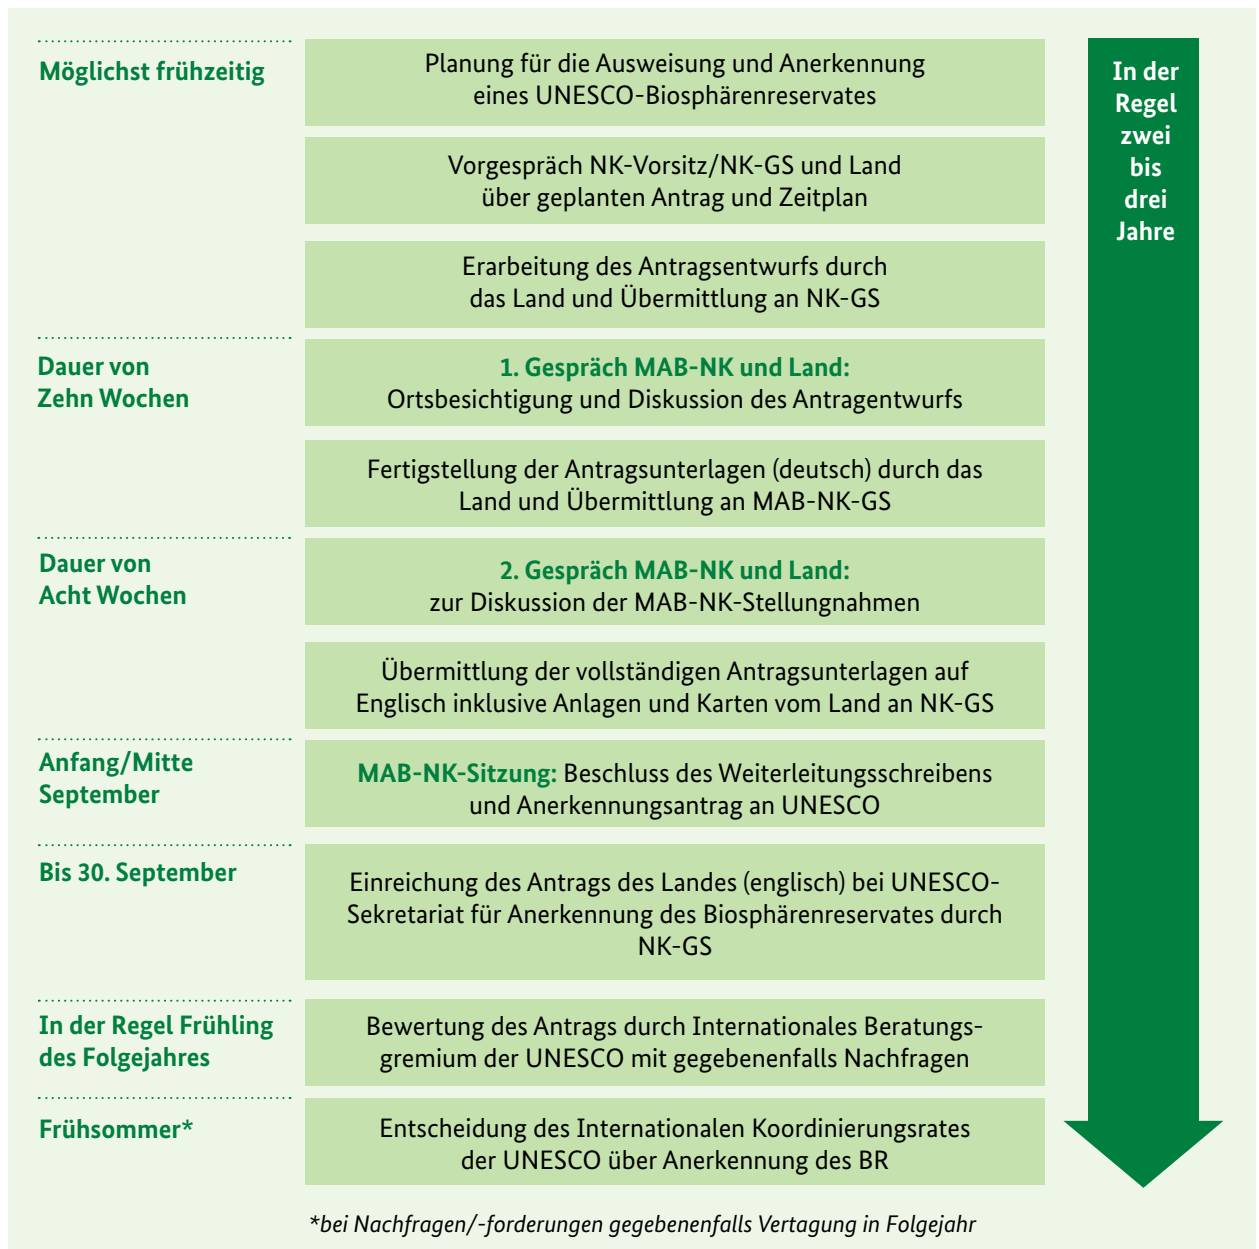 Möglichst frühzeitig
Planung für die Ausweisung und Anerkennung
eines UNESCO-Biosphärenreservates
Vorgespräch NK-Vorsitz/NK-GS und Land
über geplanten Antrag und Zeitplan
Erarbeitung des Antragsentwurfs durch
das Land und Übermittlung an NK-GS
Dauer von
Zehn Wochen
1. Gespräch MAB-NK und Land:
Ortsbesichtigung und Diskussion des Antragentwurfs
Fertigstellung der Antragsunterlagen (deutsch) durch das
Land und Übermittlung an MAB-NK-GS
Dauer von
Acht Wochen
2. Gespräch MAB-NK und Land:
zur Diskussion der MAB-NK-Stellungnahmen
Übermittlung der vollständigen Antragsunterlagen auf
Englisch inklusive Anlagen und Karten vom Land an NK-GS
Anfang/Mitte
September
MAB-NK-Sitzung: Beschluss des Weiterleitungsschreibens
und Anerkennungsantrag an UNESCO
Bis 30. September
Einreichung des Antrags des Landes (englisch) bei UNESCO-
Sekretariat für Anerkennung des Biosphärenreservates durch
NK-GS
In der Regel Frühling
des Folgejahres
Bewertung des Antrags durch Internationales Beratungs-
gremium der UNESCO mit gegebenenfalls Nachfragen
Frühsommer*
Entscheidung des Internationalen Koordinierungsrates
der UNESCO über Anerkennung des BR
In der
Regel
zwei
bis
drei
Jahre
*bei Nachfragen/-forderungen gegebenenfalls Vertagung in Folgejahr